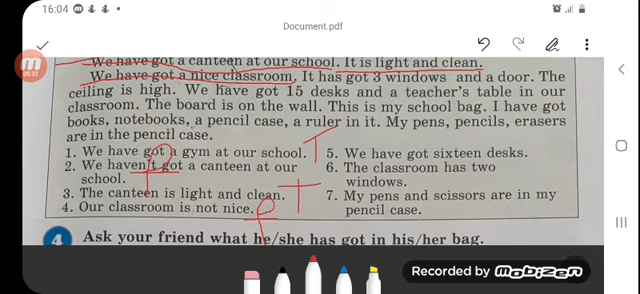 16:04
Document.pdf
05:32
We have got a canteen at our school. It is light and clean.
We have got a nice classroom. It has got 3 windows and a door. The
ceiling is high. We have got 15 desks and a teacher's table in our
classroom. The board is on the wall. This is my school bag. I have got
books, notebooks, a pencil case, a ruler in it. My pens, pencils, erasers
are in the pencil case.
1. We have got a gym at our school. T
2. We haven't got a canteen at our
school. F
3. The canteen is light and clean. T
4. Our classroom is not nice. F
5. We have got sixteen desks.
6. The classroom has two
windows.
7. My pens and scissors are in my
pencil case.
4 Ask your friend what he/she has got in his/her bag.
Recorded by Mobizen